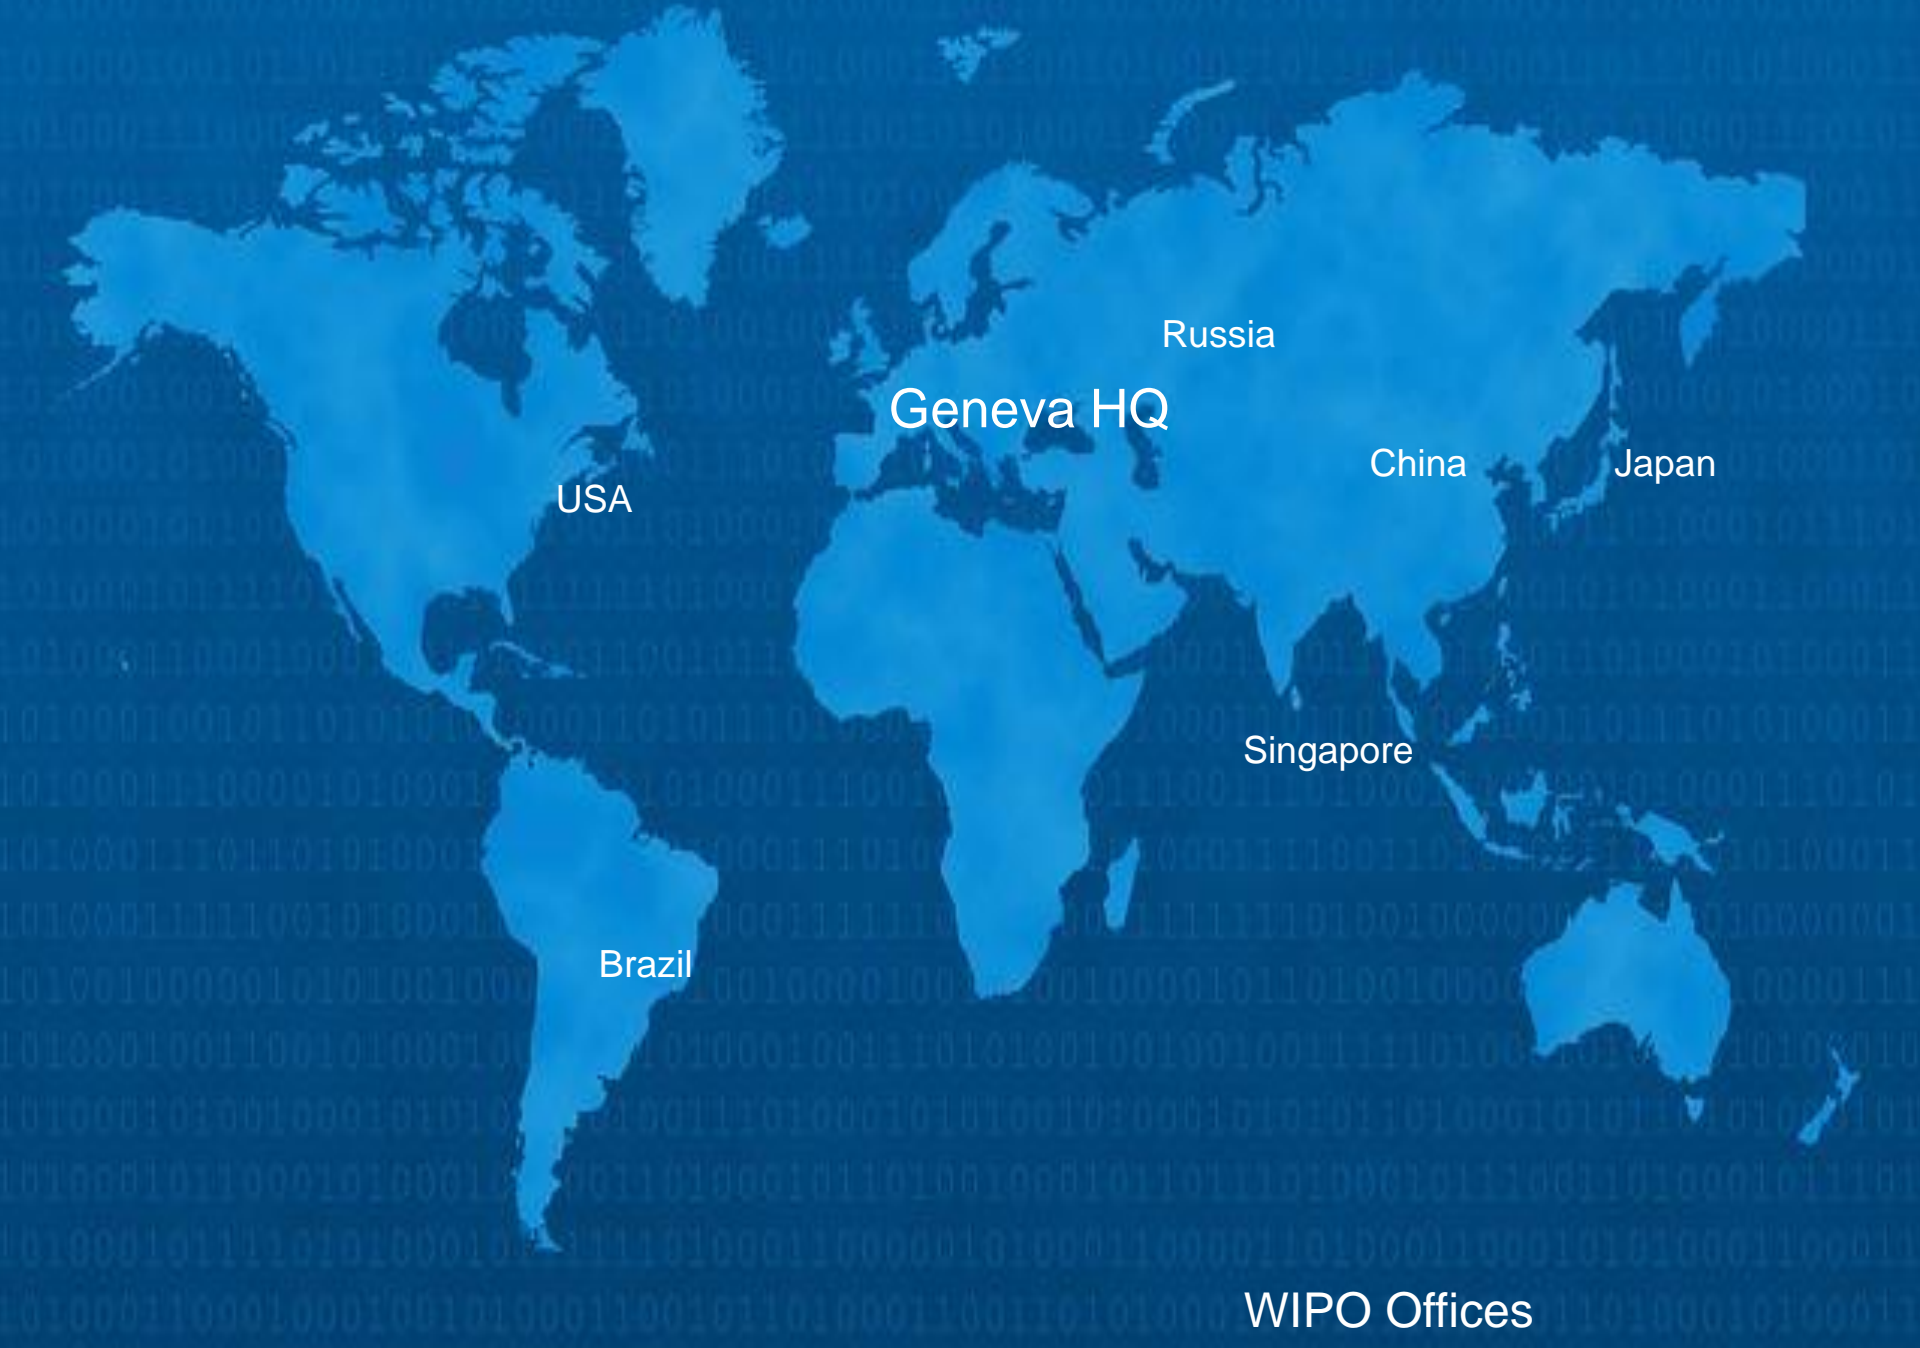 Russia
Geneva HQ
China
Japan
USA
Singapore
Brazil
WIPO Offices